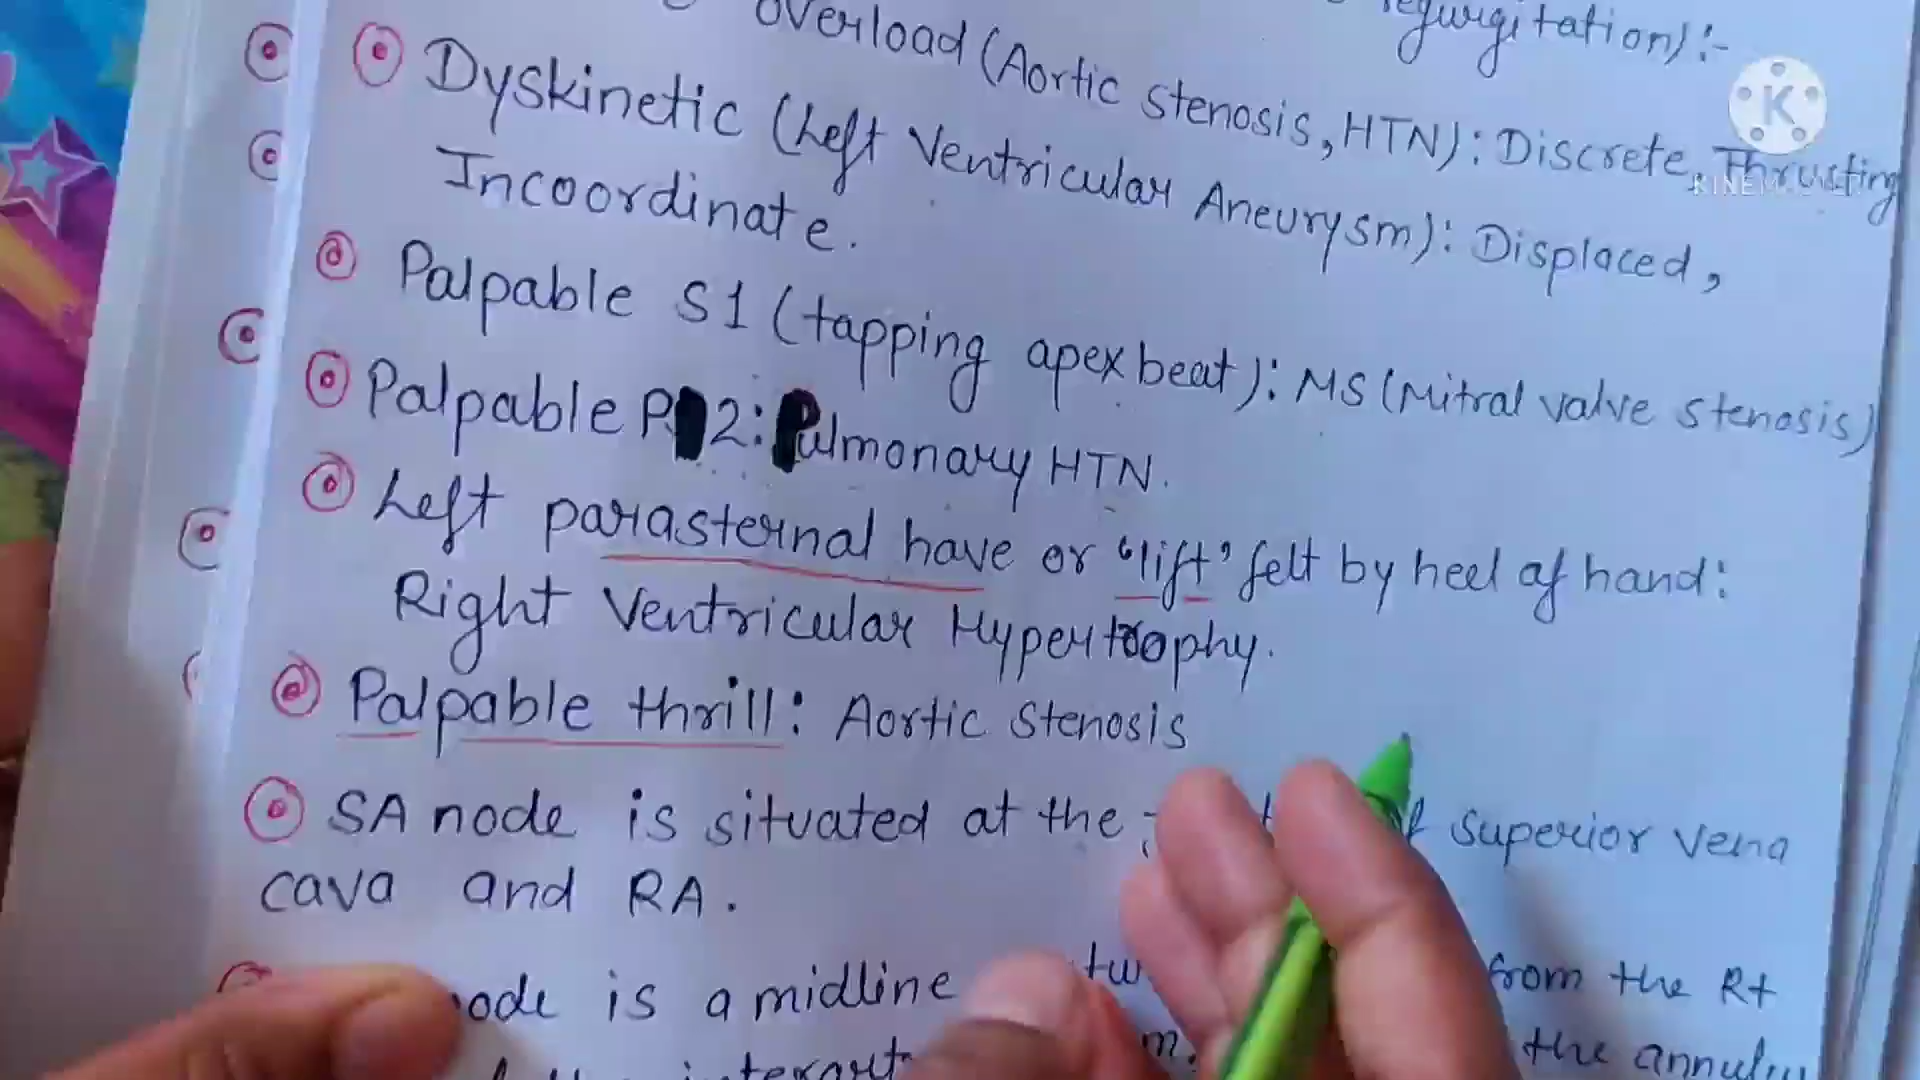 regurgitation):-
overload (Aortic stenosis, HTN): Discrete, Thrusting
Dyskinetic (Left Ventricular Aneurysm): Displaced,
Incoordinate.
Palpable S1 (tapping apex beat): MS (Mitral valve stenosis)
Palpable P2: Pulmonary HTN.
Left parasternal have or 'lift' felt by heel of hand:
Right Ventricular Hypertrophy.
Palpable thrill: Aortic Stenosis
SA node is situated at the superior vena
cava and RA.
node is a midline from the Rt
the annulus
K